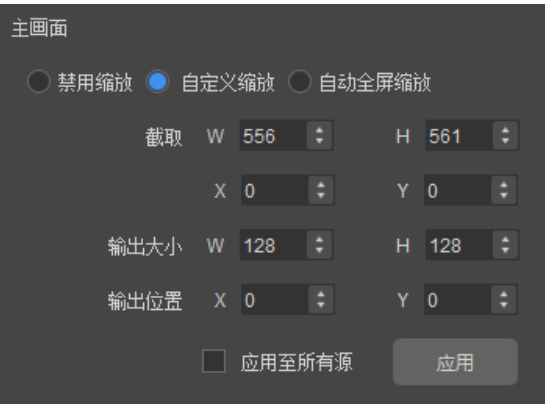 主画面
禁用缩放 自定义缩放 自动全屏缩放
截取 W 556 H 561
X 0 Y 0
输出大小 W 128 H 128
输出位置 X 0 Y 0
应用至所有源 应用